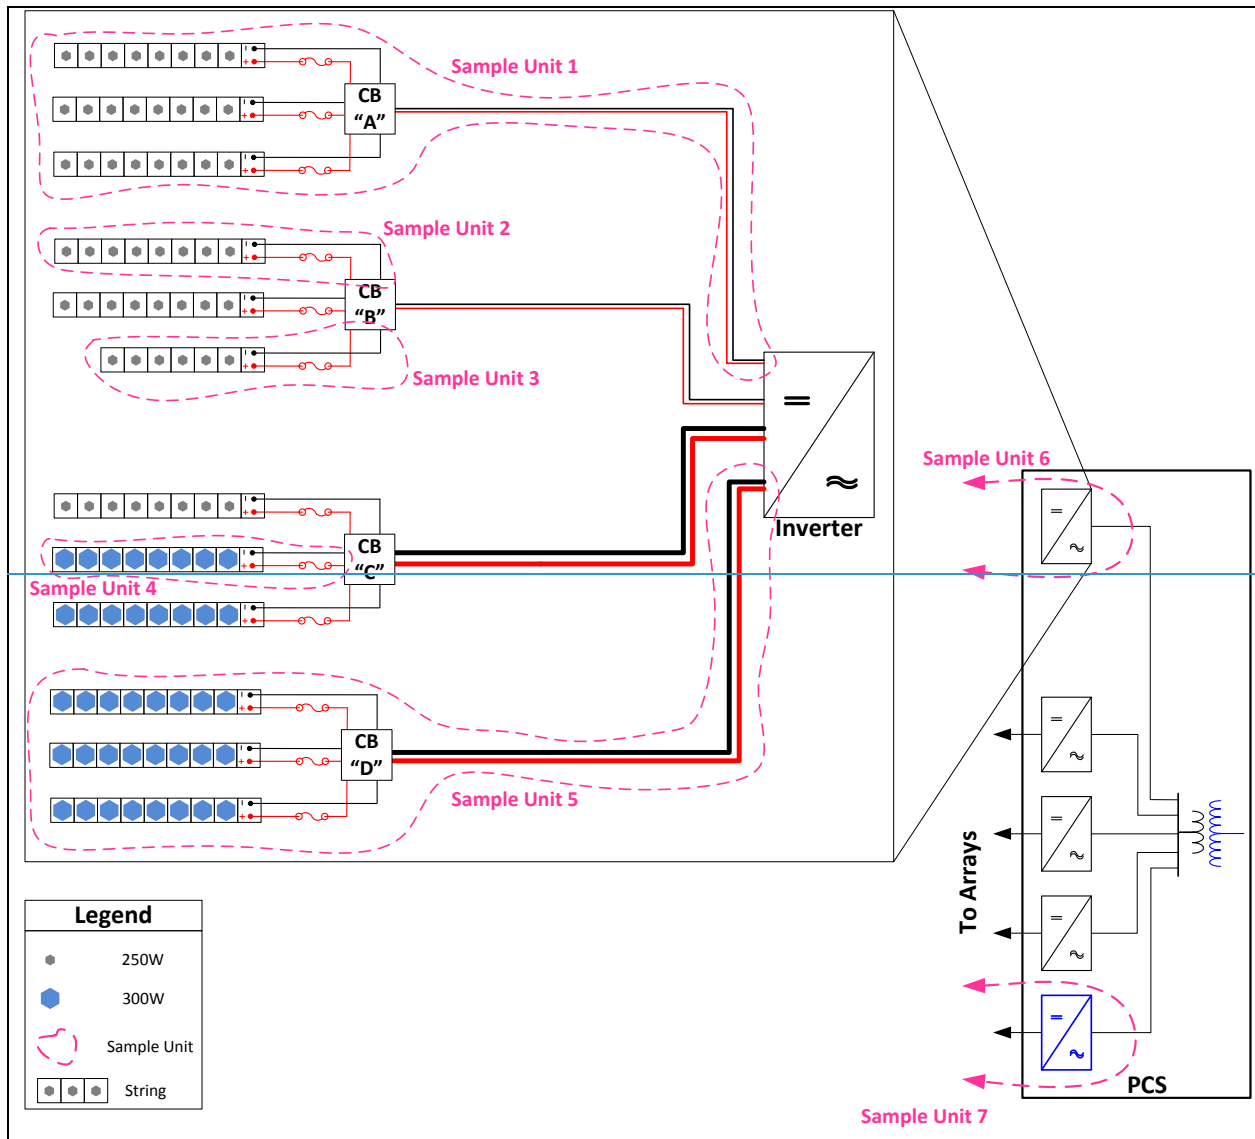 Sample Unit 1
CB
"A"
Sample Unit 2
CB
"B"
Sample Unit 3
Inverter
Sample Unit 4
CB
"C"
Sample Unit 5
CB
"D"
Sample Unit 6
To Arrays
PCS
Sample Unit 7
Legend
250W
300W
Sample Unit
String